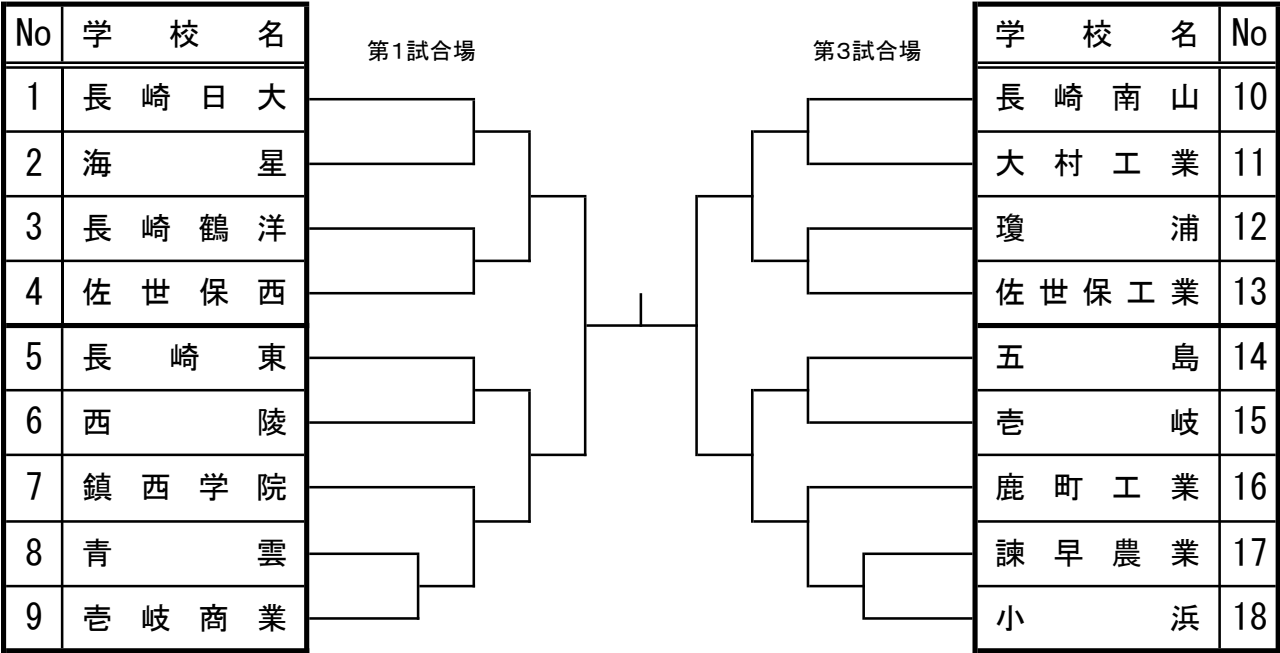 No 学校名
第1試合場
第3試合場
学校名 No
1 長崎日大
長崎南山 10
2 海星
大村工業 11
3 長崎鶴洋
瓊浦 12
4 佐世保西
佐世保工業 13
5 長崎東
五島 14
6 西陵
壱岐 15
7 鎮西学院
鹿町工業 16
8 青雲
諫早農業 17
9 壱岐商業
小浜 18